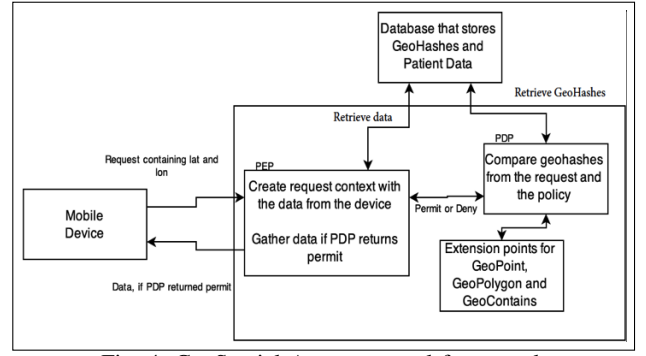 Database that stores
GeoHashes and
Patient Data
Retrieve GeoHashes
Retrieve data
Request containing lat and
lon
PEP
Create request context with
the data from the device
Gather data if PDP returns
permit
PDP
Compare geohashes
from the request and
the policy
Permit or Deny
Mobile
Device
Data, if PDP returned permit
Extension points for
GeoPoint,
GeoPolygon and
GeoContains